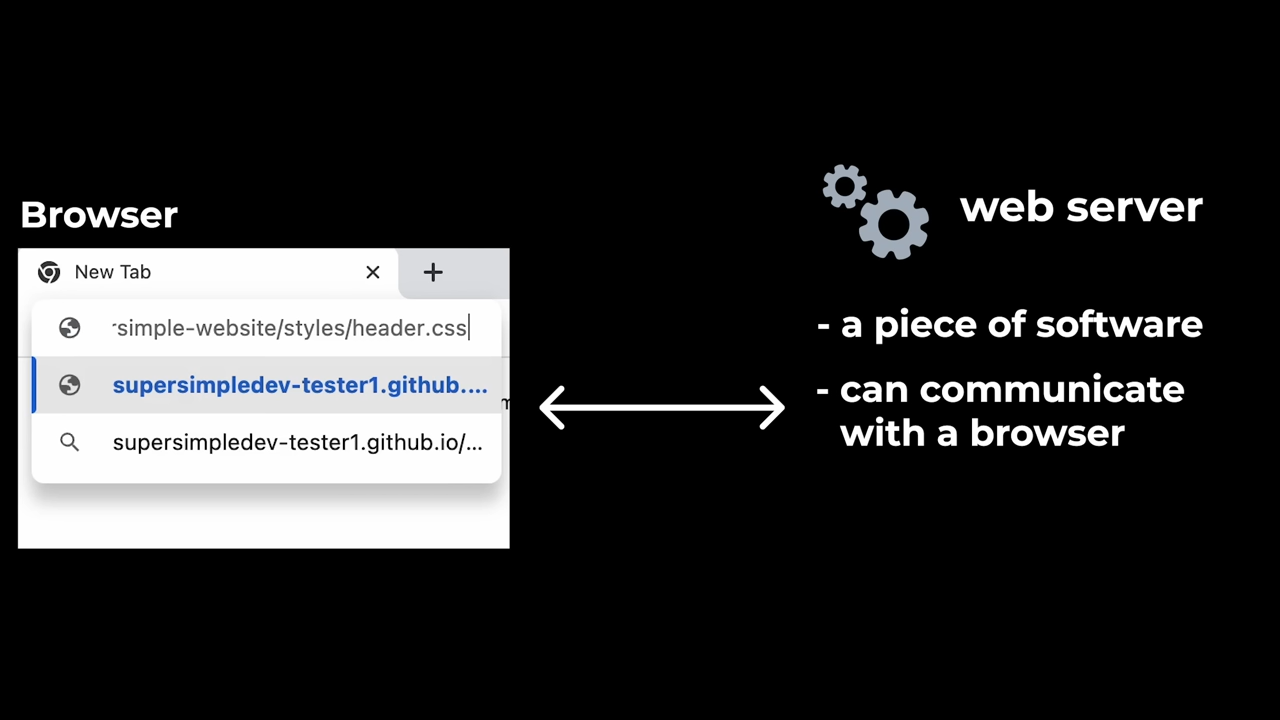 Browser
New Tab
rsimple-website/styles/header.css
supersimpledev-tester1.github....
supersimpledev-tester1.github.io/...
web server
- a piece of software
- can communicate
with a browser